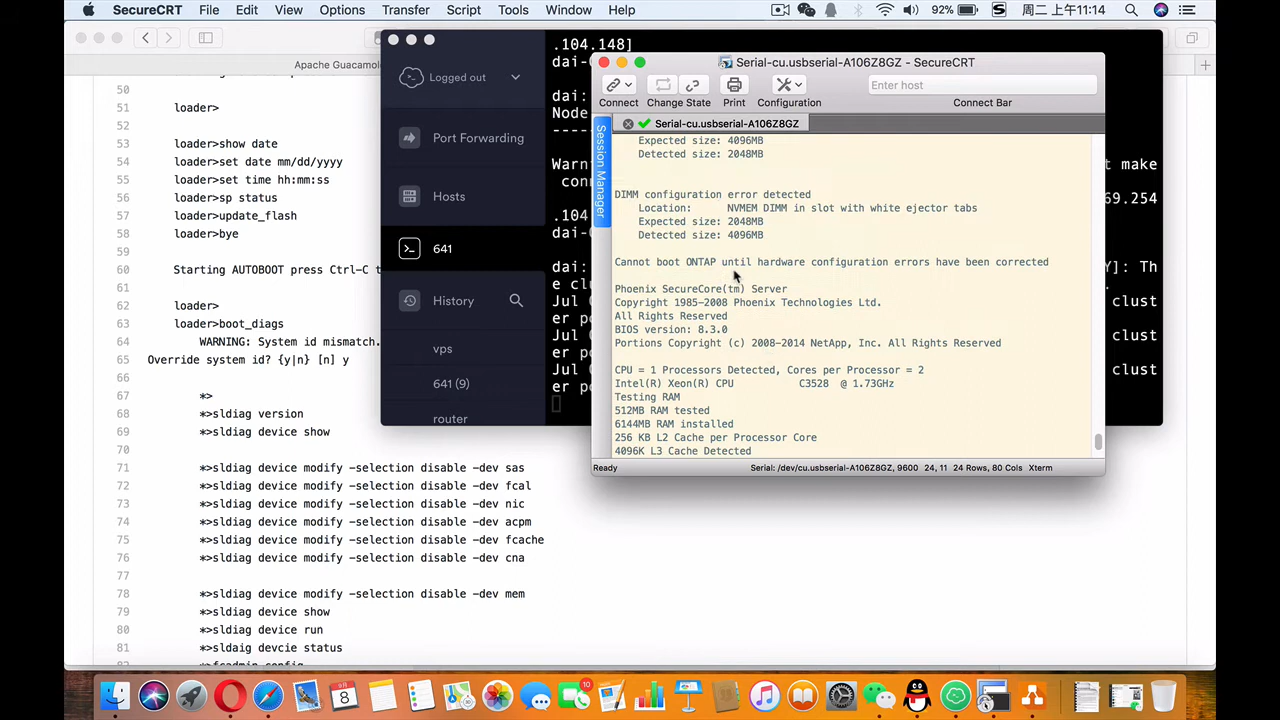 SecureCRT File Edit View Options Transfer Script Tools Window Help 92% 周二 上午11:14
Apache Guacamol
50
51 loader>
52
53 loader>show date
54 loader>set date mm/dd/yyyy
55 loader>set time hh:mm:ss
56 loader>sp status
57 loader>update_flash
58 loader>bye
59
60 Starting AUTOBOOT press Ctrl-C t
61
62 loader>
63 loader>boot_diags
64 WARNING: System id mismatch.
65 Override system id? {y|n} [n] y
67 *>
68 *>sldiag version
69 *>sldiag device show
71 *>sldiag device modify -selection disable -dev sas
72 *>sldiag device modify -selection disable -dev fcal
73 *>sldiag device modify -selection disable -dev nic
74 *>sldiag device modify -selection disable -dev acpm
75 *>sldiag device modify -selection disable -dev fcache
76 *>sldiag device modify -selection disable -dev cna
77
78 *>sldiag device modify -selection disable -dev mem
79 *>sldiag device show
80 *>sldiag device run
81 *>sldaig devcie status
82 *>fcadmin config
Logged out
Port Forwarding
Hosts
641
History
vps
641 (9)
router
.104.148]
dai-
dai:
Node
----
Warn
con
.104
dai-
dai:
e cl
Jul
er p
Jul
er p
Jul
er po
t make
69.254
Y]: Th
clust
clust
clust
Serial-cu.usbserial-A106Z8GZ - SecureCRT
Enter host
Connect Change State Print Configuration Connect Bar
Serial-cu.usbserial-A106Z8GZ
Session Manager
Expected size: 4096MB
Detected size: 2048MB
DIMM configuration error detected
Location: NVMEM DIMM in slot with white ejector tabs
Expected size: 2048MB
Detected size: 4096MB
Cannot boot ONTAP until hardware configuration errors have been corrected
Phoenix SecureCore(tm) Server
Copyright 1985-2008 Phoenix Technologies Ltd.
All Rights Reserved
BIOS version: 8.3.0
Portions Copyright (c) 2008-2014 NetApp, Inc. All Rights Reserved
CPU = 1 Processors Detected, Cores per Processor = 2
Intel(R) Xeon(R) CPU C3528 @ 1.73GHz
Testing RAM
512MB RAM tested
6144MB RAM installed
256 KB L2 Cache per Processor Core
4096K L3 Cache Detected
Ready Serial: /dev/cu.usbserial-A106Z8GZ, 9600 24, 11 24 Rows, 80 Cols Xterm
8
10